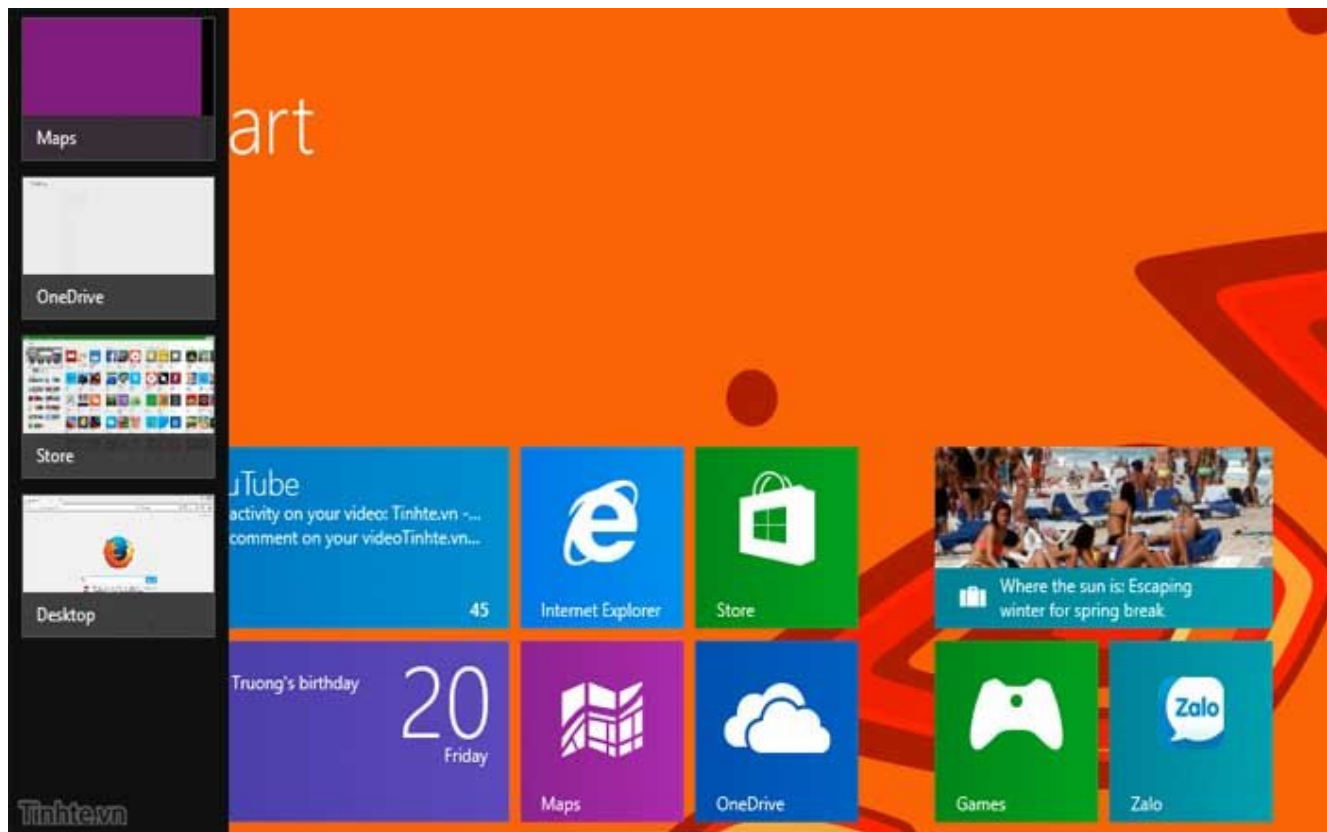 Maps
OneDrive
Store
Desktop
Tinhte.vn
art
uTube
activity on your video: Tinhte.vn -...
comment on your videoTinhte.vn...
45
Internet Explorer
Store
Where the sun is: Escaping
winter for spring break
Truong's birthday
20
Friday
Maps
OneDrive
Games
Zalo
Zalo